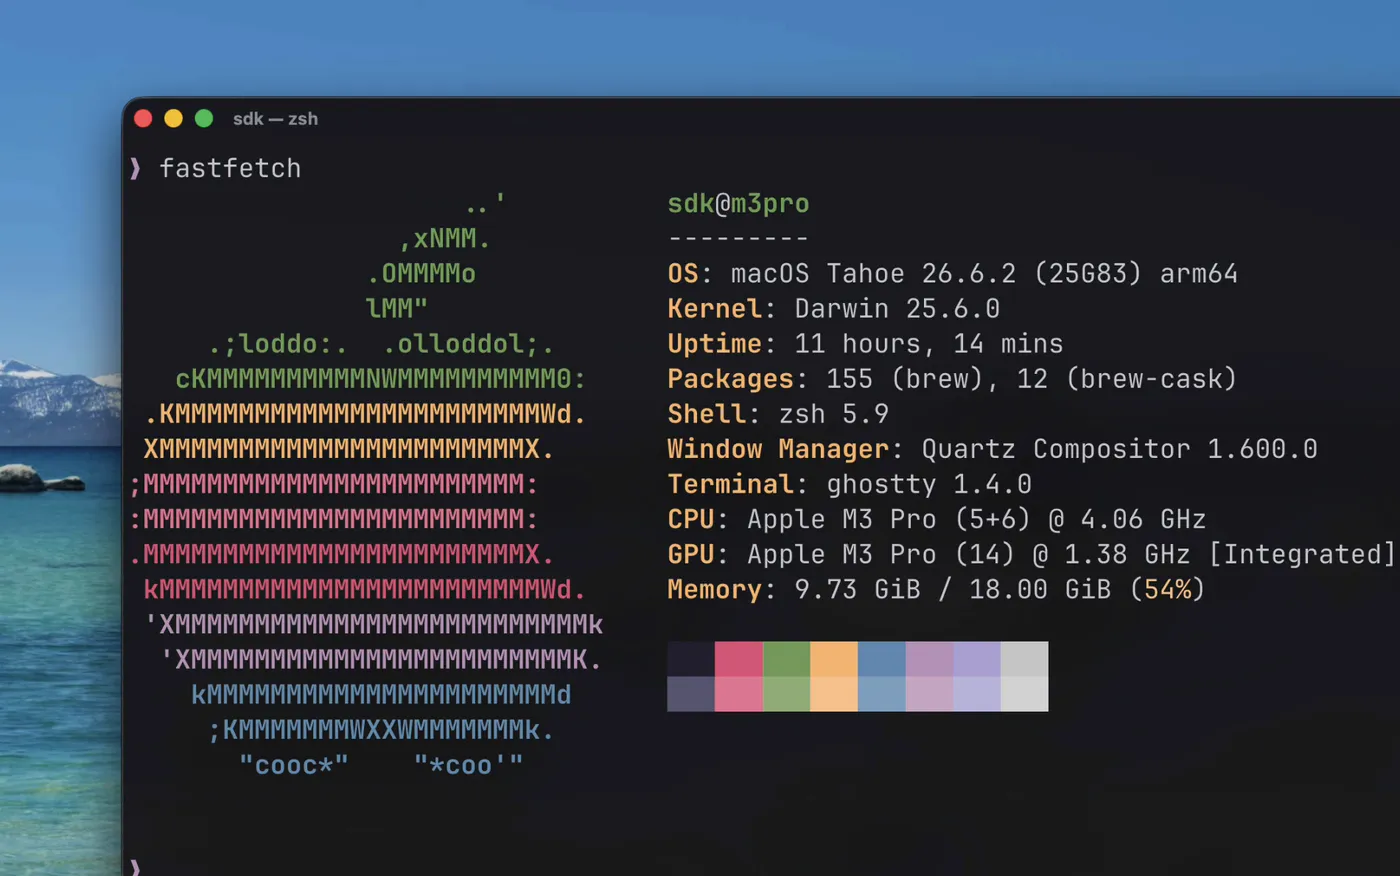 sdk — zsh
❯ fastfetch
..'
,xNMM.
.OMMMMo
lMM"
.;loddo:.  .olloddol;.
cKMMMMMMMMMMNWMMMMMMMMMM0:
.KMMMMMMMMMMMMMMMMMMMMMMMWd.
XMMMMMMMMMMMMMMMMMMMMMMMX.
;MMMMMMMMMMMMMMMMMMMMMMMM:
:MMMMMMMMMMMMMMMMMMMMMMMM:
.MMMMMMMMMMMMMMMMMMMMMMMMX.
kMMMMMMMMMMMMMMMMMMMMMMMMWd.
'XMMMMMMMMMMMMMMMMMMMMMMMMMMk
'XMMMMMMMMMMMMMMMMMMMMMMMMK.
kMMMMMMMMMMMMMMMMMMMMMMd
;KMMMMMMMWXXWMMMMMMMk.
"cooc*"    "*coo'"
sdk@m3pro
---------
OS: macOS Tahoe 26.6.2 (25G83) arm64
Kernel: Darwin 25.6.0
Uptime: 11 hours, 14 mins
Packages: 155 (brew), 12 (brew-cask)
Shell: zsh 5.9
Window Manager: Quartz Compositor 1.600.0
Terminal: ghostty 1.4.0
CPU: Apple M3 Pro (5+6) @ 4.06 GHz
GPU: Apple M3 Pro (14) @ 1.38 GHz [Integrated]
Memory: 9.73 GiB / 18.00 GiB (54%)
❯